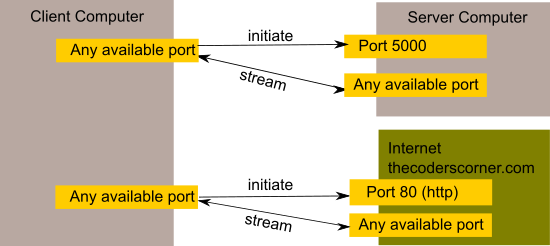 Client Computer
Server Computer
Any available port
initiate
Port 5000
stream
Any available port
Internet
thecoderscorner.com
Any available port
initiate
Port 80 (http)
stream
Any available port